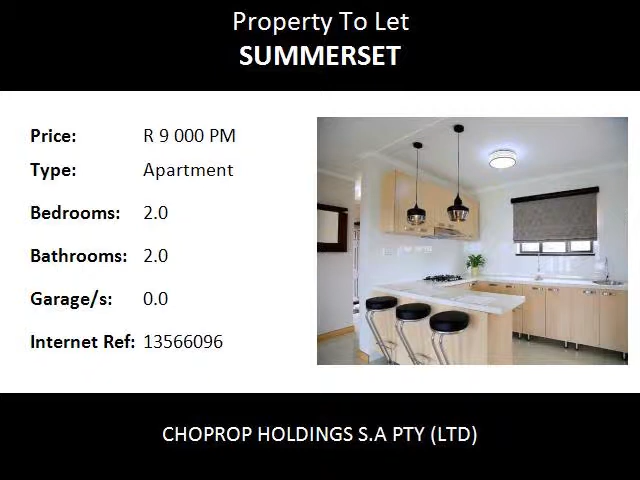 Property To Let
SUMMERSET
Price: R 9 000 PM
Type: Apartment
Bedrooms: 2.0
Bathrooms: 2.0
Garage/s: 0.0
Internet Ref: 13566096
CHOPROP HOLDINGS S.A PTY (LTD)